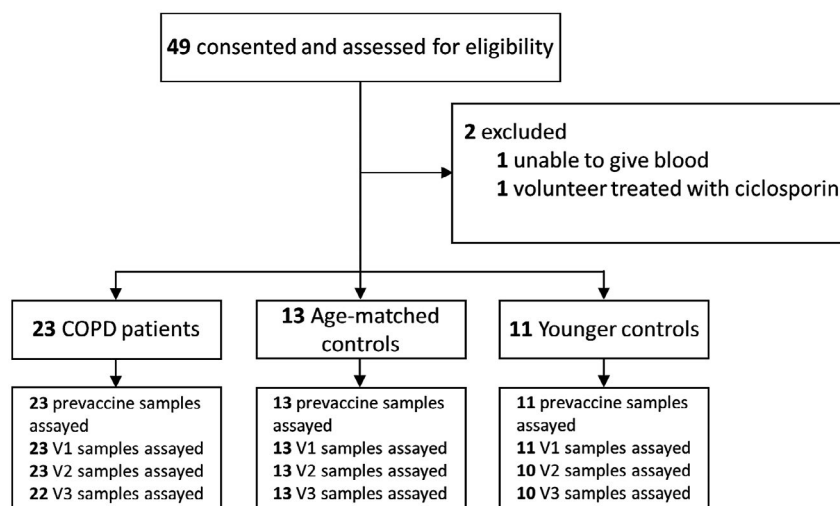 49 consented and assessed for eligibility
2 excluded
1 unable to give blood
1 volunteer treated with ciclosporin
23 COPD patients
13 Age-matched
controls
11 Younger controls
23 prevaccine samples
assayed
23 V1 samples assayed
23 V2 samples assayed
22 V3 samples assayed
13 prevaccine samples
assayed
13 V1 samples assayed
13 V2 samples assayed
13 V3 samples assayed
11 prevaccine samples
assayed
11 V1 samples assayed
10 V2 samples assayed
10 V3 samples assayed